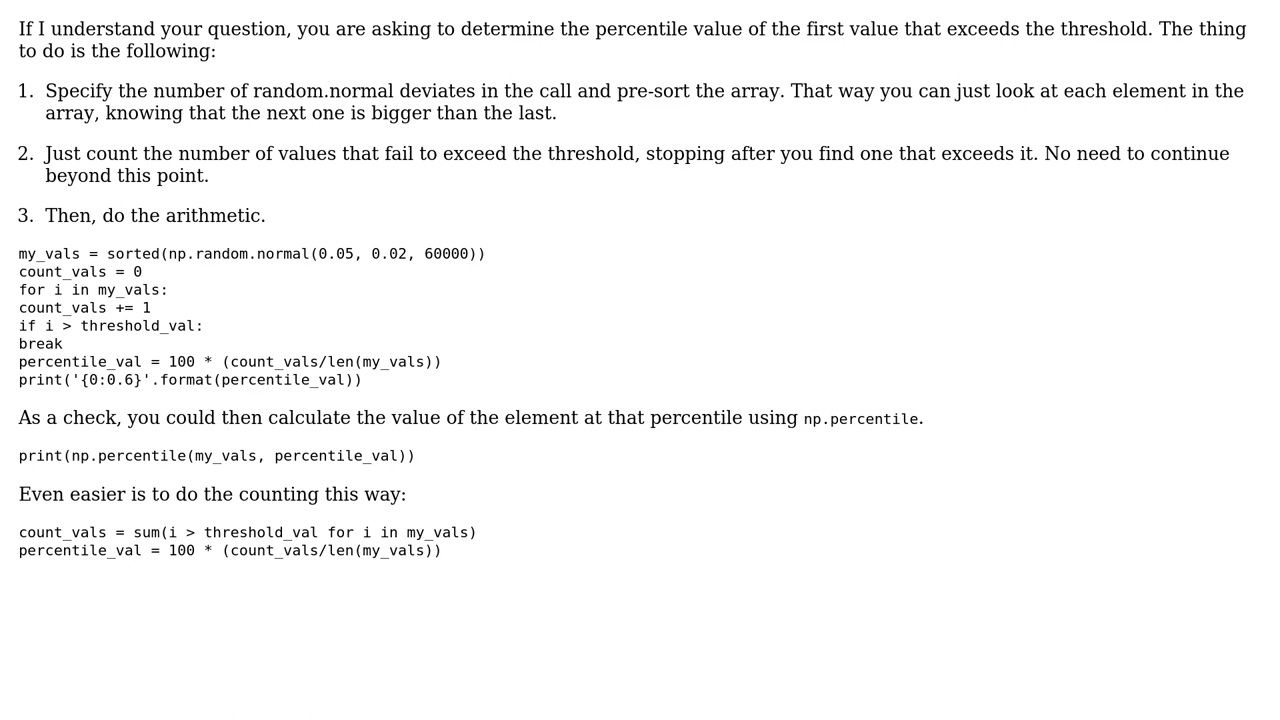 If I understand your question, you are asking to determine the percentile value of the first value that exceeds the threshold. The thing
to do is the following:
1. Specify the number of random.normal deviates in the call and pre-sort the array. That way you can just look at each element in the
array, knowing that the next one is bigger than the last.
2. Just count the number of values that fail to exceed the threshold, stopping after you find one that exceeds it. No need to continue
beyond this point.
3. Then, do the arithmetic.
my_vals = sorted(np.random.normal(0.05, 0.02, 60000))
count_vals = 0
for i in my_vals:
count_vals += 1
if i > threshold_val:
break
percentile_val = 100 * (count_vals/len(my_vals))
print('{0:0.6}'.format(percentile_val))
As a check, you could then calculate the value of the element at that percentile using np.percentile.
print(np.percentile(my_vals, percentile_val))
Even easier is to do the counting this way:
count_vals = sum(i > threshold_val for i in my_vals)
percentile_val = 100 * (count_vals/len(my_vals))